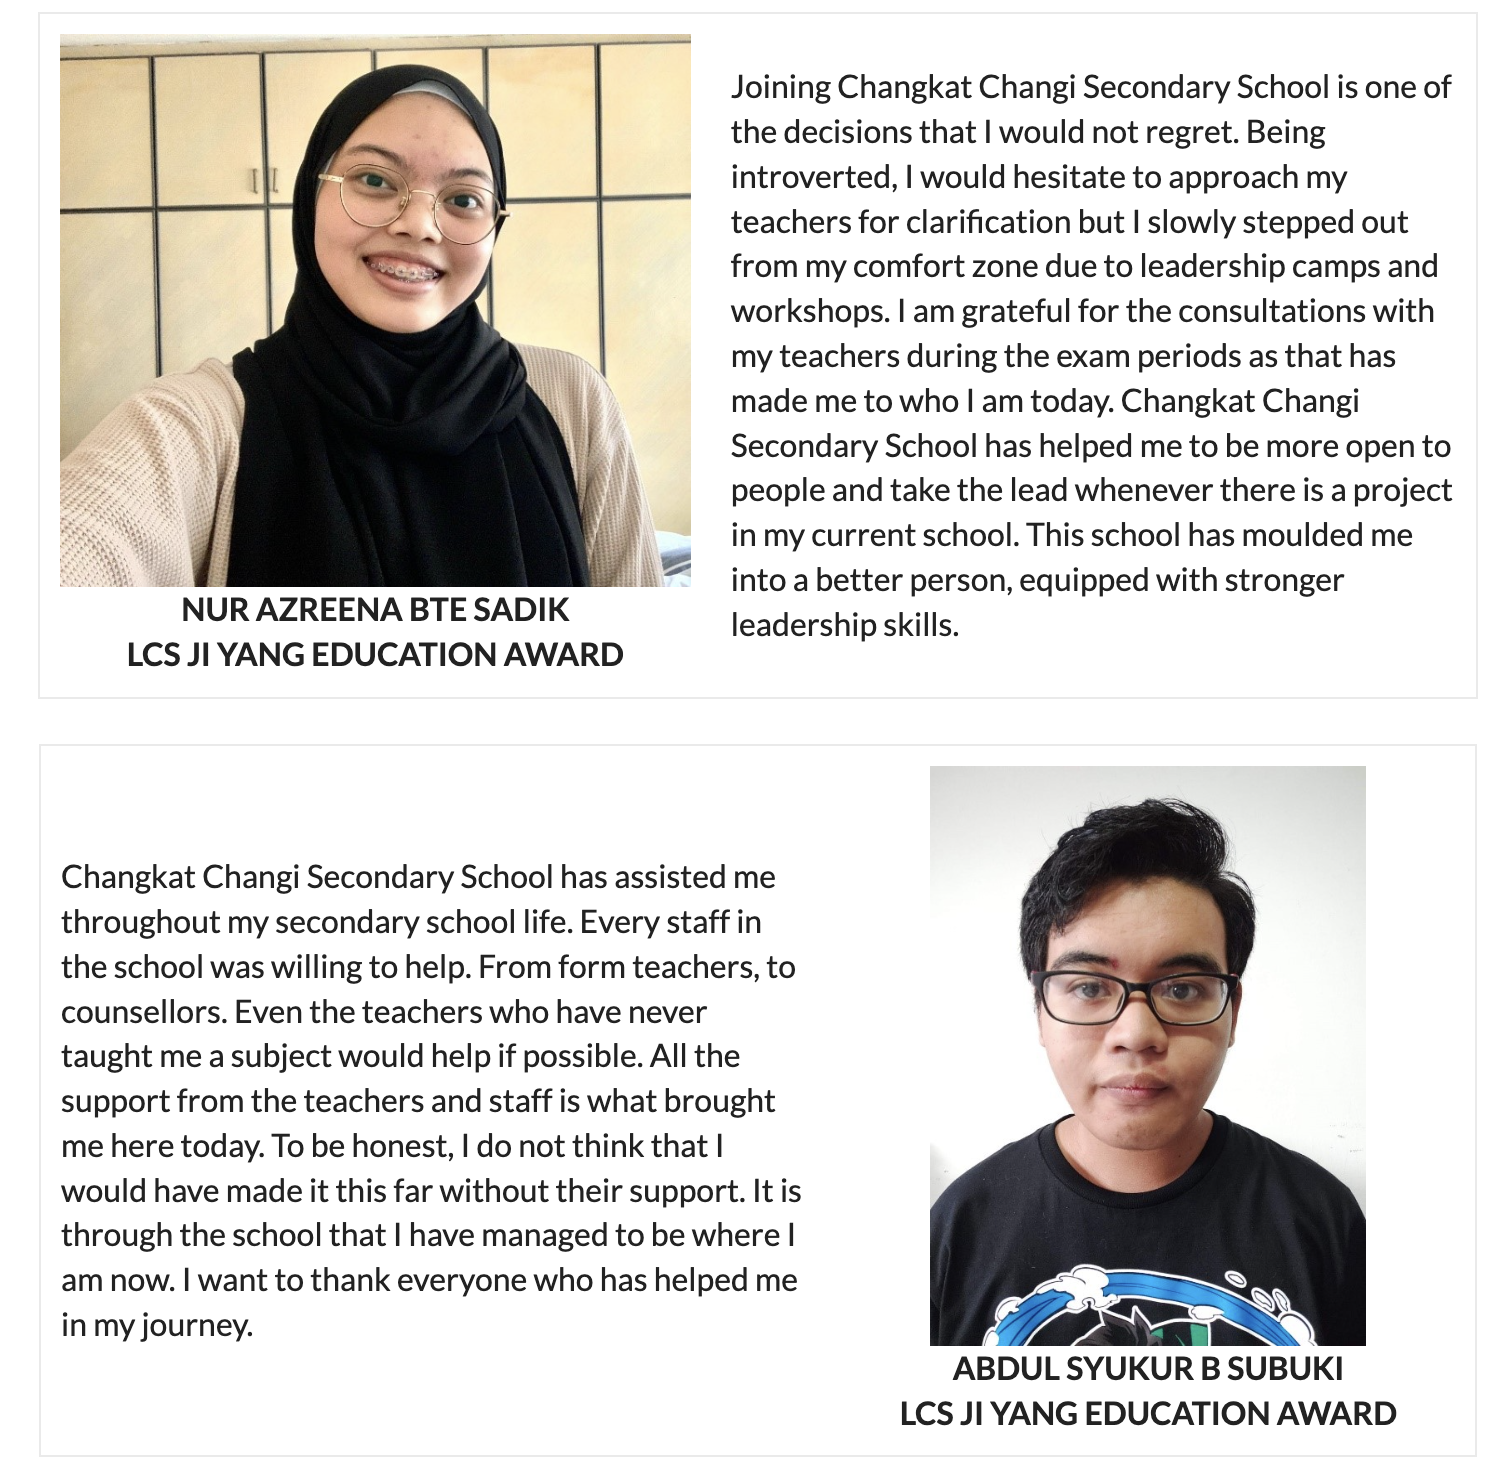 Joining Changkat Changi Secondary School is one of
the decisions that I would not regret. Being
introverted, I would hesitate to approach my
teachers for clarification but I slowly stepped out
from my comfort zone due to leadership camps and
workshops. I am grateful for the consultations with
my teachers during the exam periods as that has
made me to who I am today. Changkat Changi
Secondary School has helped me to be more open to
people and take the lead whenever there is a project
in my current school. This school has moulded me
into a better person, equipped with stronger
leadership skills.
NUR AZREENA BTE SADIK
LCS JI YANG EDUCATION AWARD
Changkat Changi Secondary School has assisted me
throughout my secondary school life. Every staff in
the school was willing to help. From form teachers, to
counsellors. Even the teachers who have never
taught me a subject would help if possible. All the
support from the teachers and staff is what brought
me here today. To be honest, I do not think that I
would have made it this far without their support. It is
through the school that I have managed to be where I
am now. I want to thank everyone who has helped me
in my journey.
ABDUL SYUKUR B SUBUKI
LCS JI YANG EDUCATION AWARD